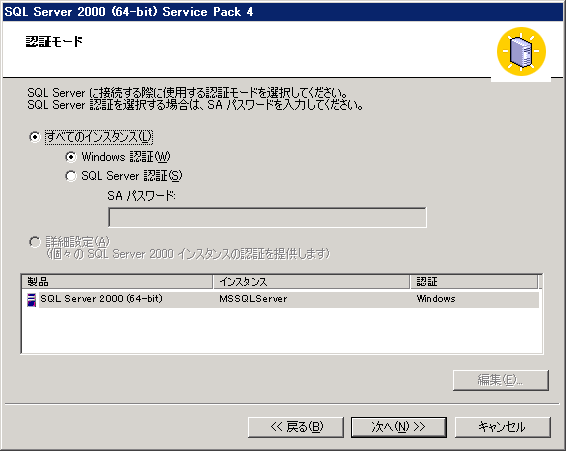 SQL Server 2000 (64-bit) Service Pack 4
認証モード
SQL Server に接続する際に使用する認証モードを選択してください。
SQL Server 認証を選択する場合は、SA パスワードを入力してください。
すべてのインスタンス(L)
Windows 認証(W)
SQL Server 認証(S)
SA パスワード:
詳細設定(A)
(個々の SQL Server 2000 インスタンスの認証を提供します)
製品 インスタンス 認証
SQL Server 2000 (64-bit) MSSQLServer Windows
編集(E)...
<< 戻る(B) 次へ(N) >> キャンセル